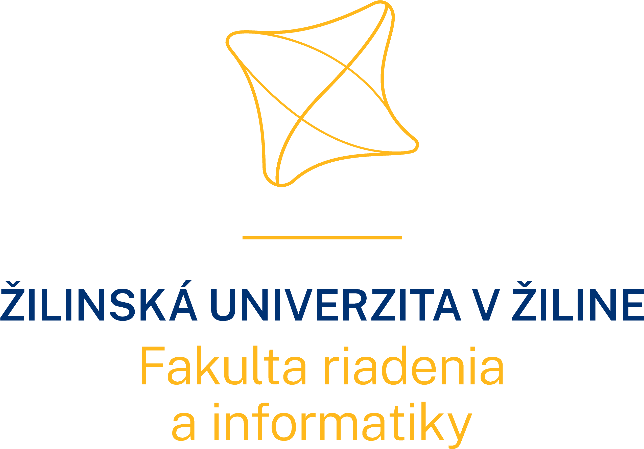 ŽILINSKÁ UNIVERZITA V ŽILINE
Fakulta riadenia
a informatiky